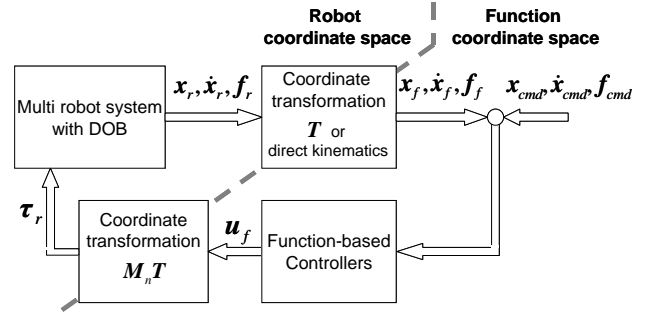 Robot
coordinate space
Function
coordinate space
Multi robot system
with DOB
x_r, ẋ_r, f_r
Coordinate
transformation
T or
direct kinematics
x_f, ẋ_f, f_f
x_cmd, ẋ_cmd, f_cmd
τ_r
Coordinate
transformation
M_n T
u_f
Function-based
Controllers